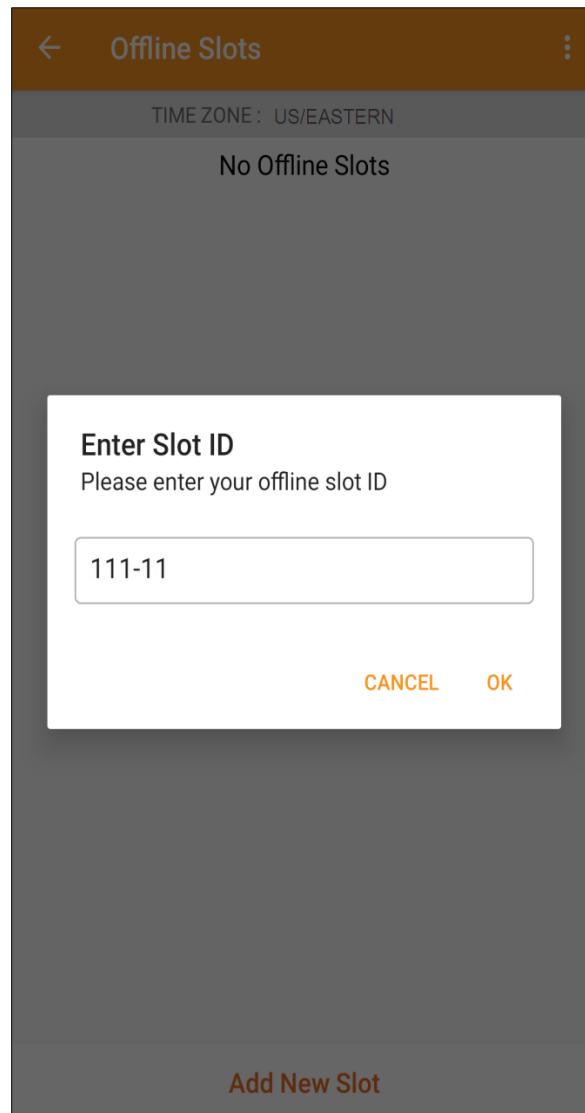 Offline Slots
TIME ZONE : US/EASTERN
No Offline Slots
Enter Slot ID
Please enter your offline slot ID
111-11
CANCEL OK
Add New Slot